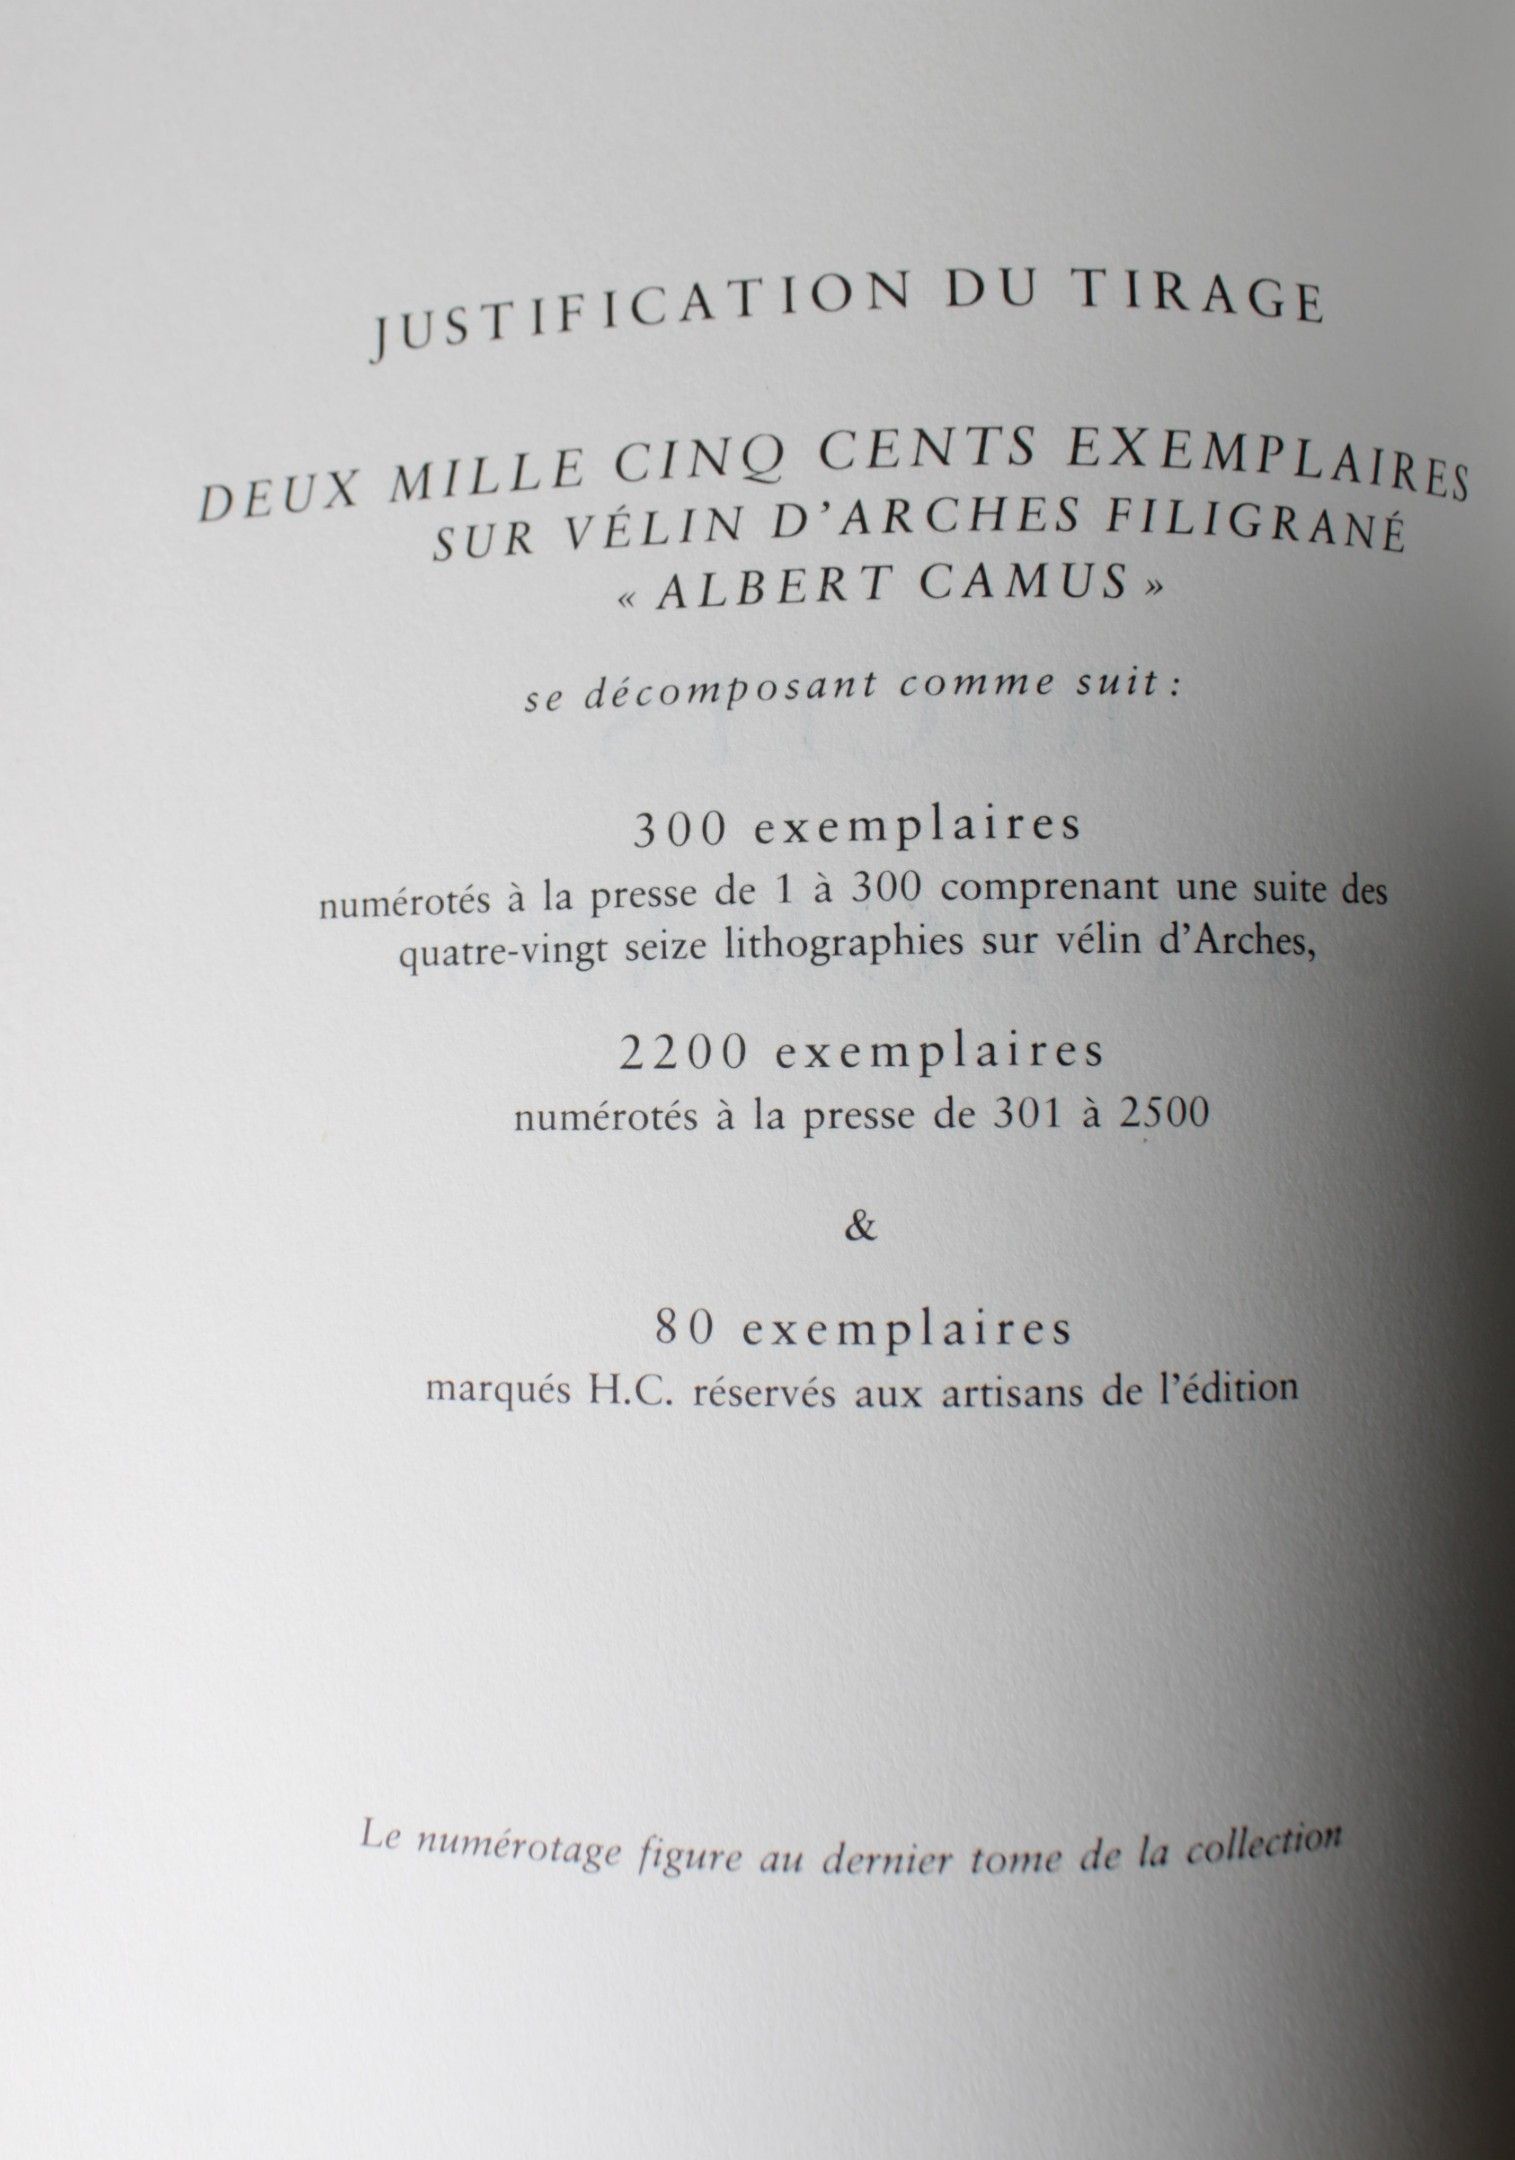 JUSTIFICATION DU TIRAGE
DEUX MILLE CINQ CENTS EXEMPLAIRES
SUR VÉLIN D’ARCHES FILIGRANÉ
« ALBERT CAMUS »
se décomposant comme suit :
300 exemplaires
numérotés à la presse de 1 à 300 comprenant une suite des
quatre-vingt seize lithographies sur vélin d’Arches,
2200 exemplaires
numérotés à la presse de 301 à 2500
&
80 exemplaires
marqués H.C. réservés aux artisans de l’édition
Le numérotage figure au dernier tome de la collection